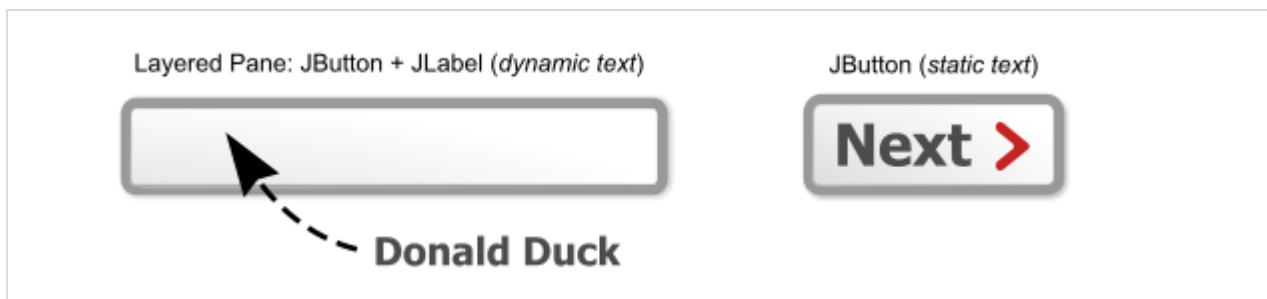 Layered Pane: JButton + JLabel (dynamic text)
JButton (static text)
Next >
Donald Duck